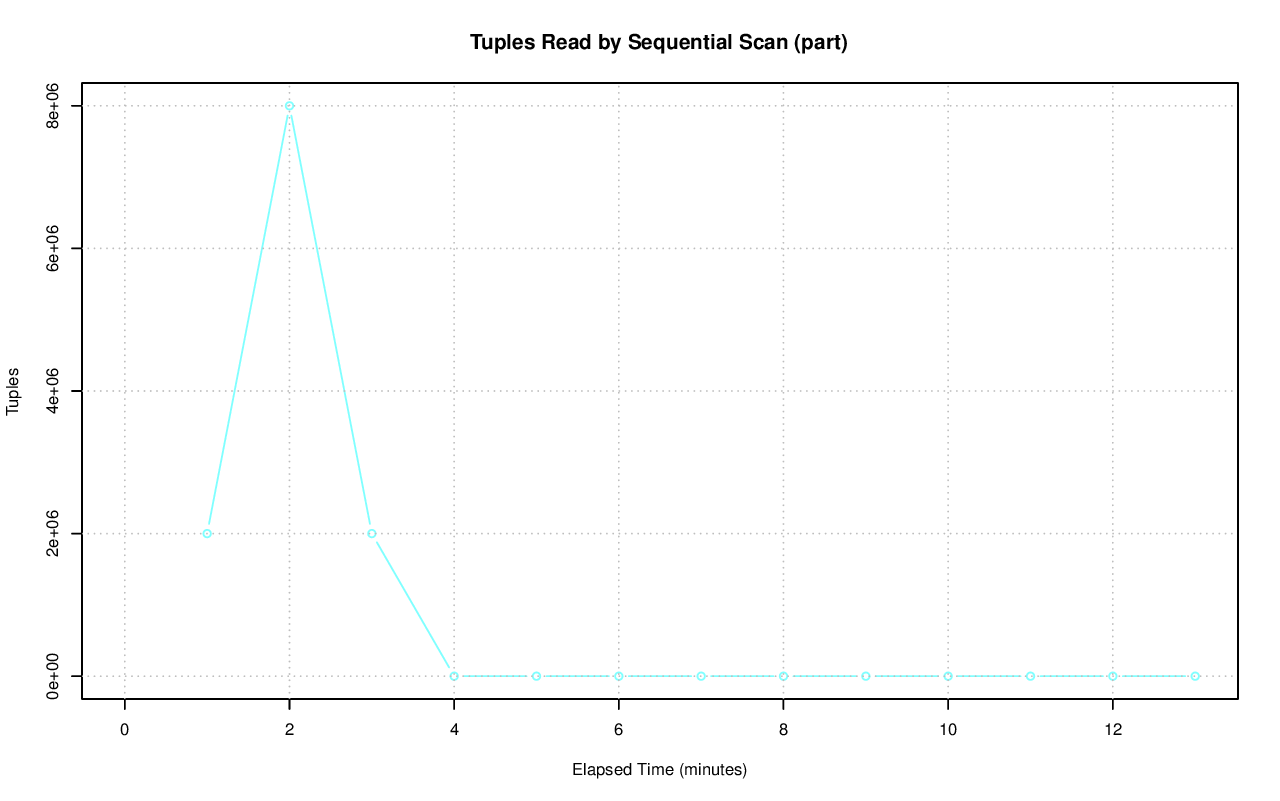 Tuples Read by Sequential Scan (part)
8e+06
6e+06
4e+06
2e+06
0e+00
Tuples
0 2 4 6 8 10 12
Elapsed Time (minutes)